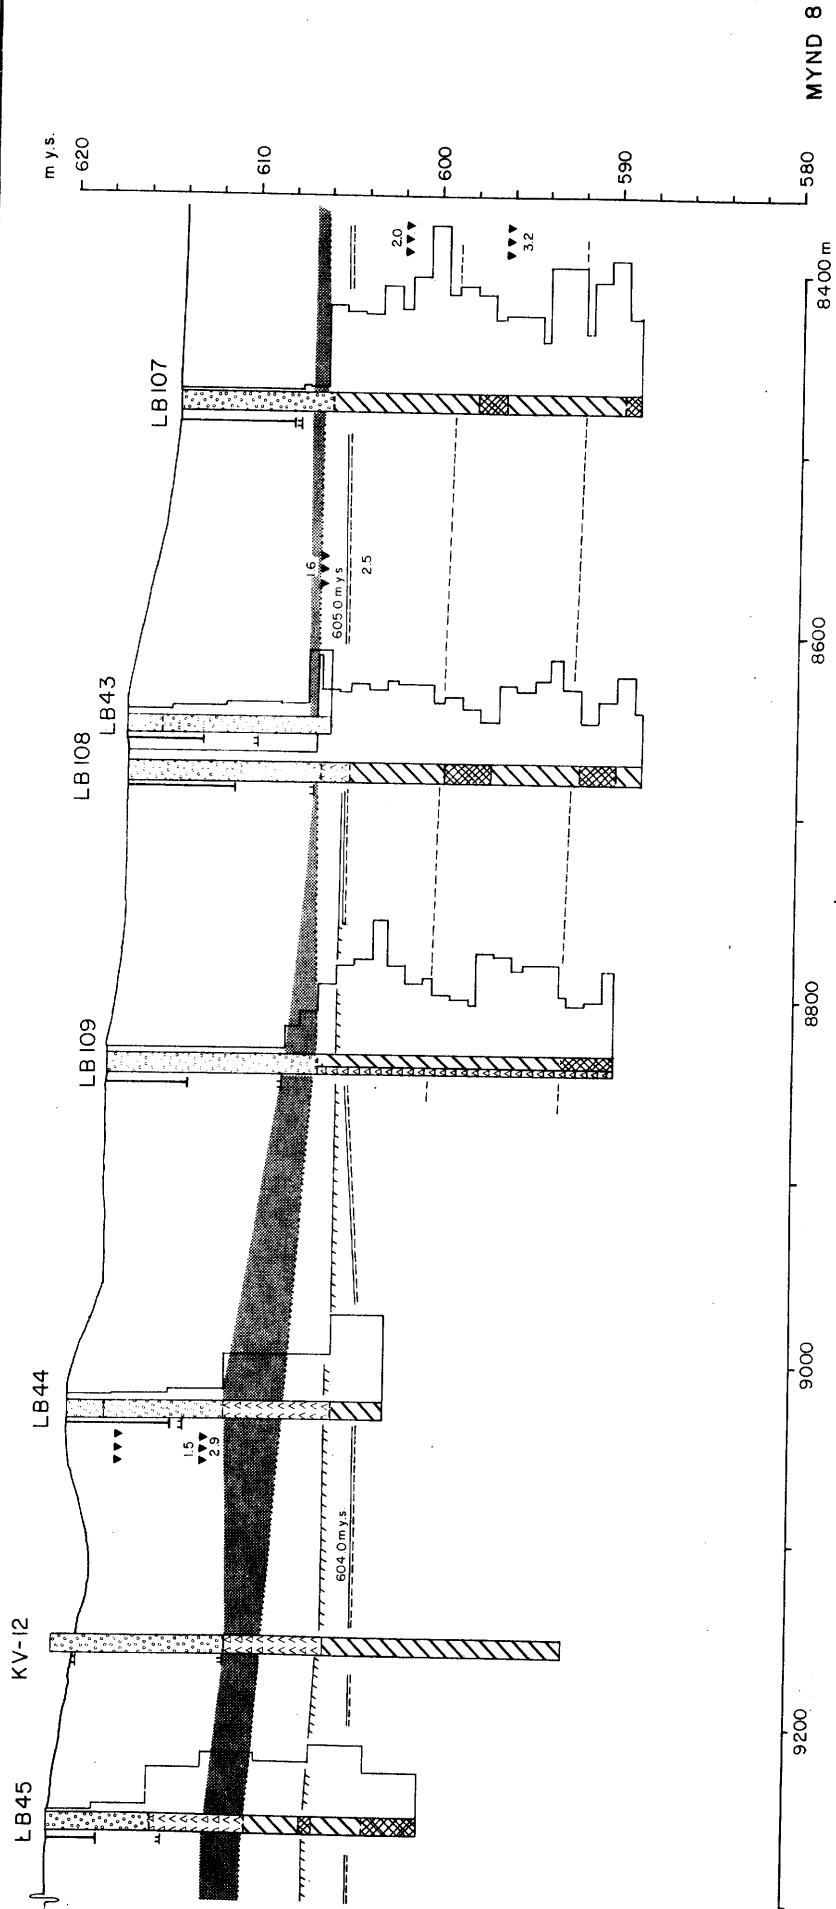 MYND 8
m y.s.
620
610
600
590
580
8400 m
8600
8800
9000
9200
LB107
LB43
LB108
LB109
LB44
KV-12
LB45
2.0
3.2
1.6
605.0 m y.s
2.5
1.5
2.9
604.0 m y.s.